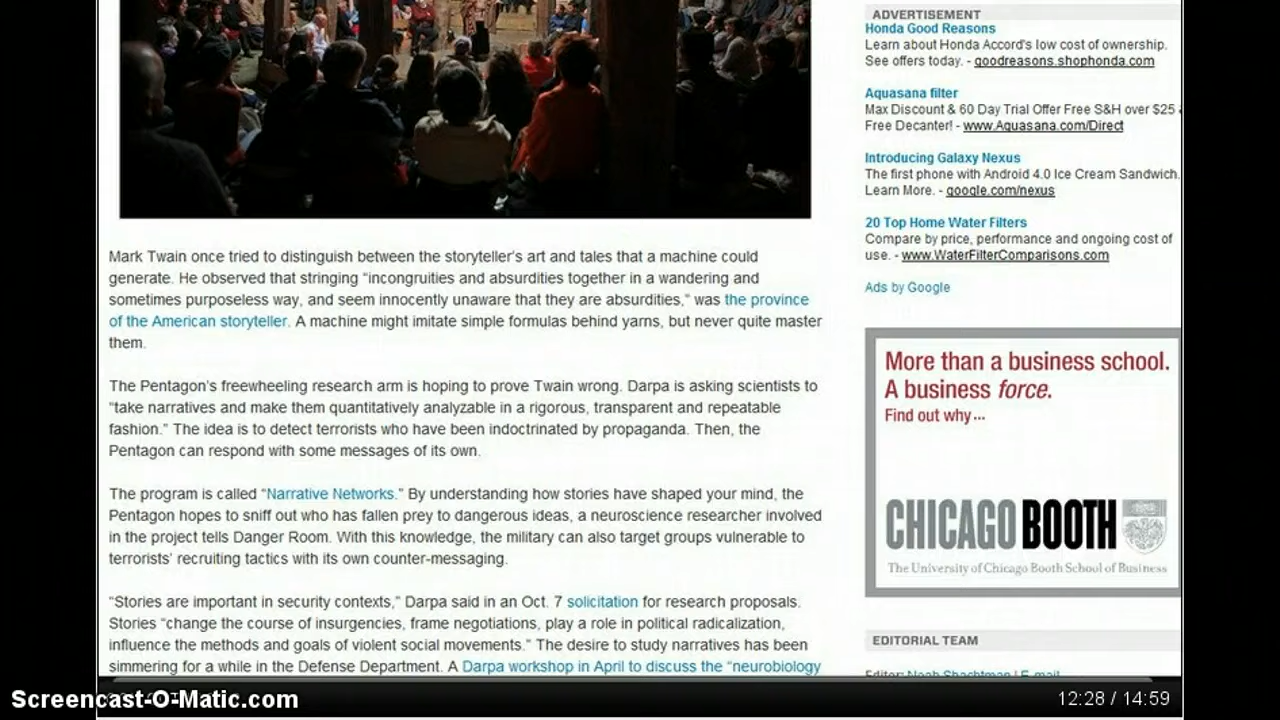 Mark Twain once tried to distinguish between the storyteller's art and tales that a machine could
generate. He observed that stringing "incongruities and absurdities together in a wandering and
sometimes purposeless way, and seem innocently unaware that they are absurdities," was the province
of the American storyteller. A machine might imitate simple formulas behind yarns, but never quite master
them.
The Pentagon's freewheeling research arm is hoping to prove Twain wrong. Darpa is asking scientists to
"take narratives and make them quantitatively analyzable in a rigorous, transparent and repeatable
fashion." The idea is to detect terrorists who have been indoctrinated by propaganda. Then, the
Pentagon can respond with some messages of its own.
The program is called "Narrative Networks." By understanding how stories have shaped your mind, the
Pentagon hopes to sniff out who has fallen prey to dangerous ideas, a neuroscience researcher involved
in the project tells Danger Room. With this knowledge, the military can also target groups vulnerable to
terrorists' recruiting tactics with its own counter-messaging.
"Stories are important in security contexts," Darpa said in an Oct. 7 solicitation for research proposals.
Stories "change the course of insurgencies, frame negotiations, play a role in political radicalization,
influence the methods and goals of violent social movements." The desire to study narratives has been
simmering for a while in the Defense Department. A Darpa workshop in April to discuss the "neurobiology
ADVERTISEMENT
Honda Good Reasons
Learn about Honda Accord's low cost of ownership.
See offers today. - goodreasons.shophonda.com
Aquasana filter
Max Discount & 60 Day Trial Offer Free S&H over $25
Free Decanter! - www.Aquasana.com/Direct
Introducing Galaxy Nexus
The first phone with Android 4.0 Ice Cream Sandwich.
Learn More. - google.com/nexus
20 Top Home Water Filters
Compare by price, performance and ongoing cost of
use. - www.WaterFilterComparisons.com
Ads by Google
More than a business school.
A business force.
Find out why...
CHICAGO BOOTH
The University of Chicago Booth School of Business
EDITORIAL TEAM
Editor: Noah Shachtman | E-mail
Screencast-O-Matic.com
12:28 / 14:59